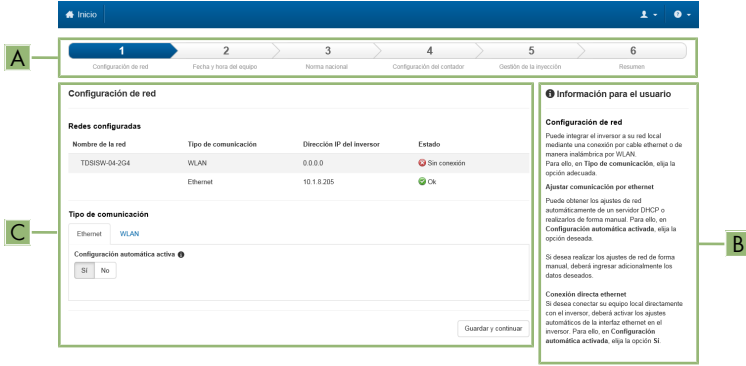 Inicio
1 2 3 4 5 6
Configuración de red Fecha y hora del equipo Norma nacional Configuración del contador Gestión de la inyección Resumen
A
Configuración de red
Redes configuradas
Nombre de la red Tipo de comunicación Dirección IP del inversor Estado
TDSISW-04-2G4 WLAN 0.0.0.0 Sin conexión
Ethernet 10.1.8.205 Ok
Tipo de comunicación
Ethernet WLAN
Configuración automática activa
Sí No
Guardar y continuar
C
Información para el usuario
Configuración de red
Puede integrar el inversor a su red local
mediante una conexión por cable ethernet o de
manera inalámbrica por WLAN.
Para ello, en Tipo de comunicación, elija la
opción adecuada.
Ajustar comunicación por ethernet
Puede obtener los ajustes de red
automáticamente de un servidor DHCP o
realizarlos de forma manual. Para ello, en
Configuración automática activada, elija la
opción deseada.
Si desea realizar los ajustes de red de forma
manual, deberá ingresar adicionalmente los
datos deseados.
Conexión directa ethernet
Si desea conectar su equipo local directamente
con el inversor, deberá activar los ajustes
automáticos de la interfaz ethernet en el
inversor. Para ello, en Configuración
automática activada, elija la opción Sí.
B